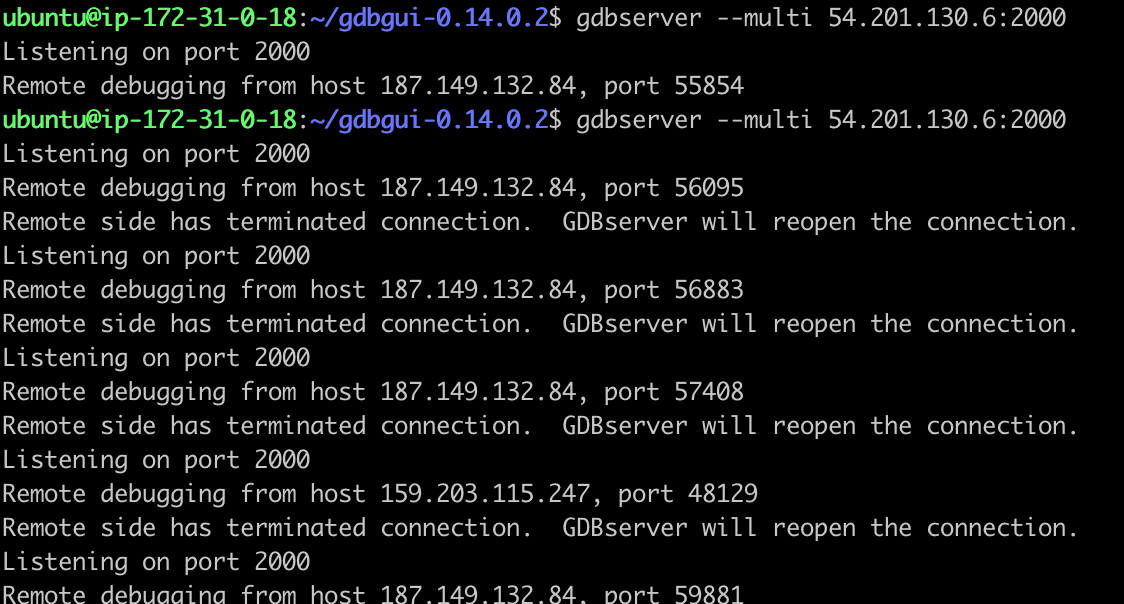 ubuntu@ip-172-31-0-18:~/gdbgui-0.14.0.2$ gdbserver --multi 54.201.130.6:2000
Listening on port 2000
Remote debugging from host 187.149.132.84, port 55854
ubuntu@ip-172-31-0-18:~/gdbgui-0.14.0.2$ gdbserver --multi 54.201.130.6:2000
Listening on port 2000
Remote debugging from host 187.149.132.84, port 56095
Remote side has terminated connection.  GDBserver will reopen the connection.
Listening on port 2000
Remote debugging from host 187.149.132.84, port 56883
Remote side has terminated connection.  GDBserver will reopen the connection.
Listening on port 2000
Remote debugging from host 187.149.132.84, port 57408
Remote side has terminated connection.  GDBserver will reopen the connection.
Listening on port 2000
Remote debugging from host 159.203.115.247, port 48129
Remote side has terminated connection.  GDBserver will reopen the connection.
Listening on port 2000
Remote debugging from host 187.149.132.84, port 59881